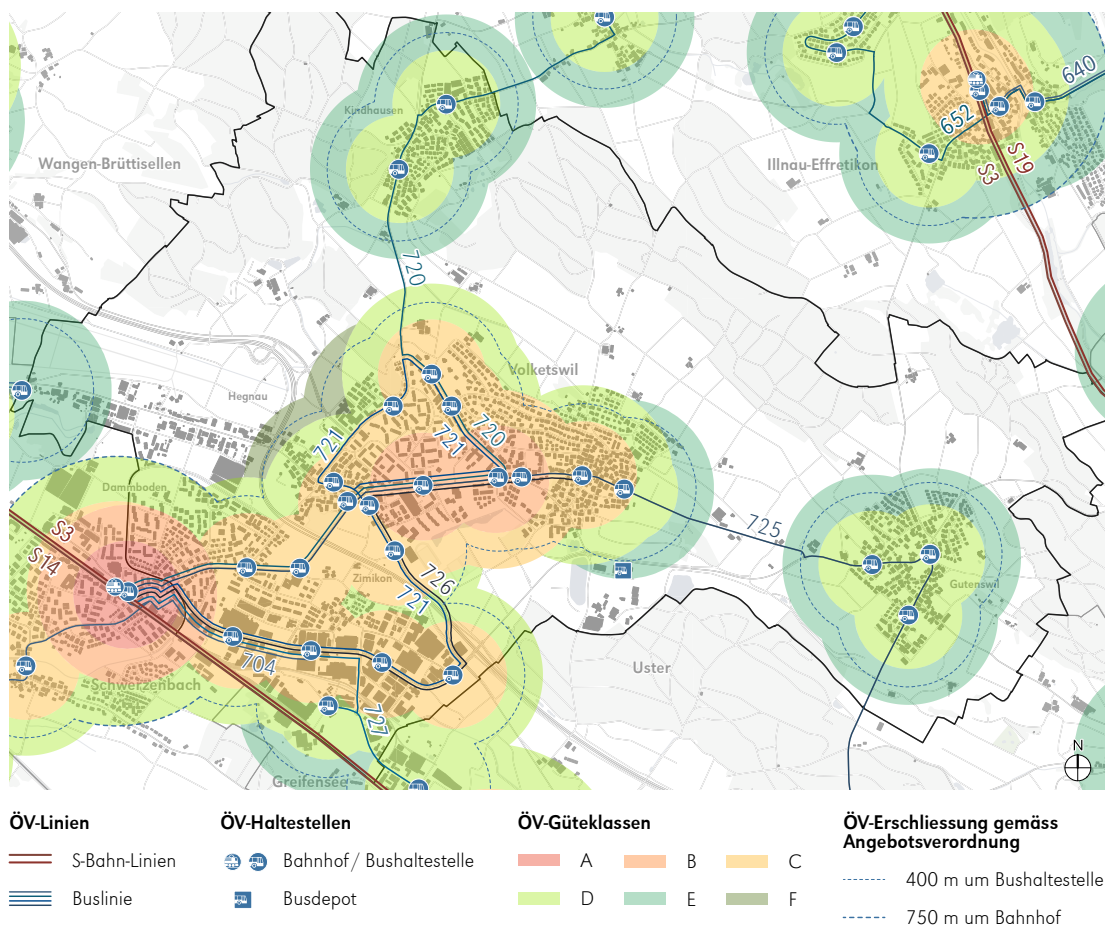 640
Kindhausen
652
Wangen-Brüttisellen
Illnau-Effretikon
S19
S3
720
Volketswil
Hegnau
720
721
721
Dammboden
S3
725
S14
Zimikon
726
721
Gutenswil
704
Uster
Schwerzenbach
727
Greifensee
N
ÖV-Linien
S-Bahn-Linien
Buslinie
ÖV-Haltestellen
Bahnhof / Bushaltestelle
Busdepot
ÖV-Güteklassen
A
B
C
D
E
F
ÖV-Erschliessung gemäss
Angebotsverordnung
400 m um Bushaltestelle
750 m um Bahnhof